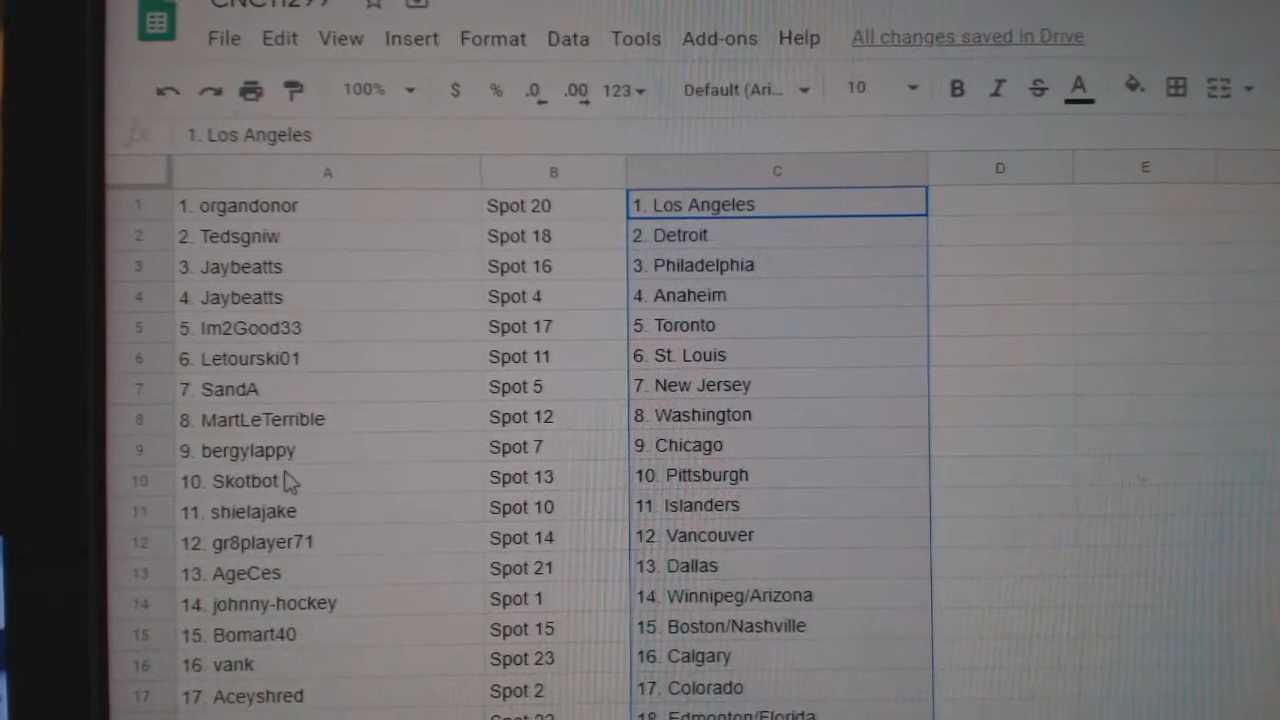 File Edit View Insert Format Data Tools Add-ons Help All changes saved in Drive
100% $ % .0 .00 123 Default (Ari... 10 B I S A
fx 1. Los Angeles
A B C D E
1 1. organdonor Spot 20 1. Los Angeles
2 2. Tedsgniw Spot 18 2. Detroit
3 3. Jaybeatts Spot 16 3. Philadelphia
4 4. Jaybeatts Spot 4 4. Anaheim
5 5. Im2Good33 Spot 17 5. Toronto
6 6. Letourski01 Spot 11 6. St. Louis
7 7. SandA Spot 5 7. New Jersey
8 8. MartLeTerrible Spot 12 8. Washington
9 9. bergylappy Spot 7 9. Chicago
10 10. Skotbot Spot 13 10. Pittsburgh
11 11. shielajake Spot 10 11. Islanders
12 12. gr8player71 Spot 14 12. Vancouver
13 13. AgeCes Spot 21 13. Dallas
14 14. johnny-hockey Spot 1 14. Winnipeg/Arizona
15 15. Bomart40 Spot 15 15. Boston/Nashville
16 16. vank Spot 23 16. Calgary
17 17. Aceyshred Spot 2 17. Colorado
18. Edmonton/Florida